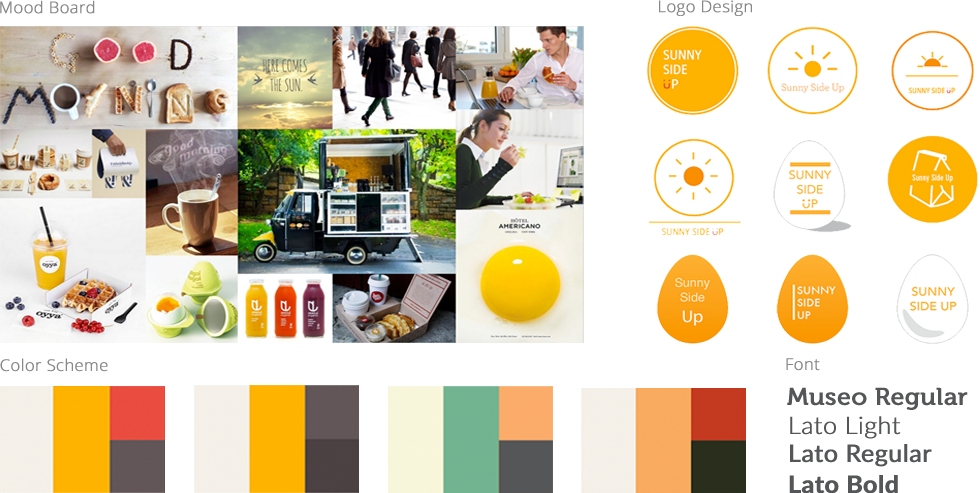 Mood Board
Logo Design
GOOD
MORNING
HERE COMES
THE SUN.
Good
morning
oyya
oyya
HÔTEL
AMERICANO
SUNNY
SIDE
UP
Sunny Side Up
SUNNY SIDE UP
SUNNY SIDE UP
SUNNY
SIDE
UP
Sunny Side Up
Sunny
Side
Up
SUNNY
SIDE
UP
SUNNY
SIDE UP
Color Scheme
Font
Museo Regular
Lato Light
Lato Regular
Lato Bold